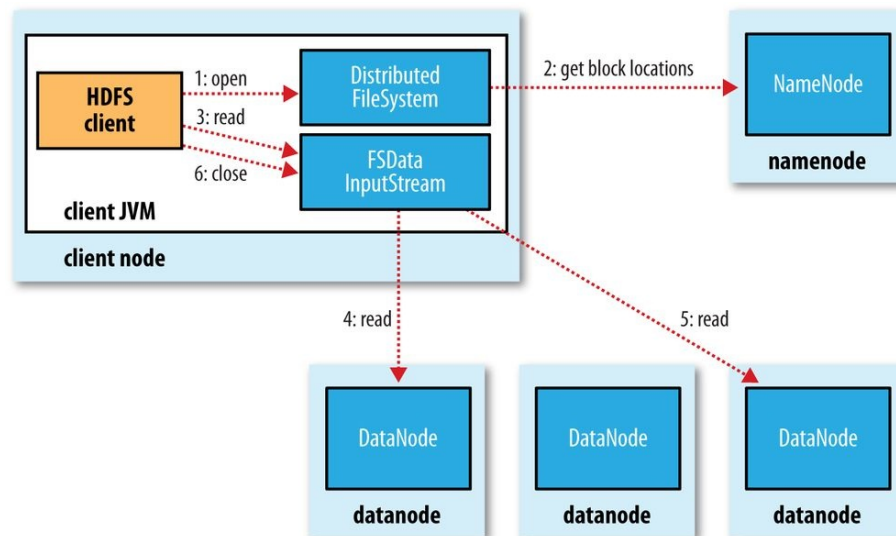 HDFS
client
1: open
3: read
6: close
Distributed
FileSystem
FSData
InputStream
client JVM
client node
2: get block locations
NameNode
namenode
4: read
5: read
DataNode
datanode
DataNode
datanode
DataNode
datanode